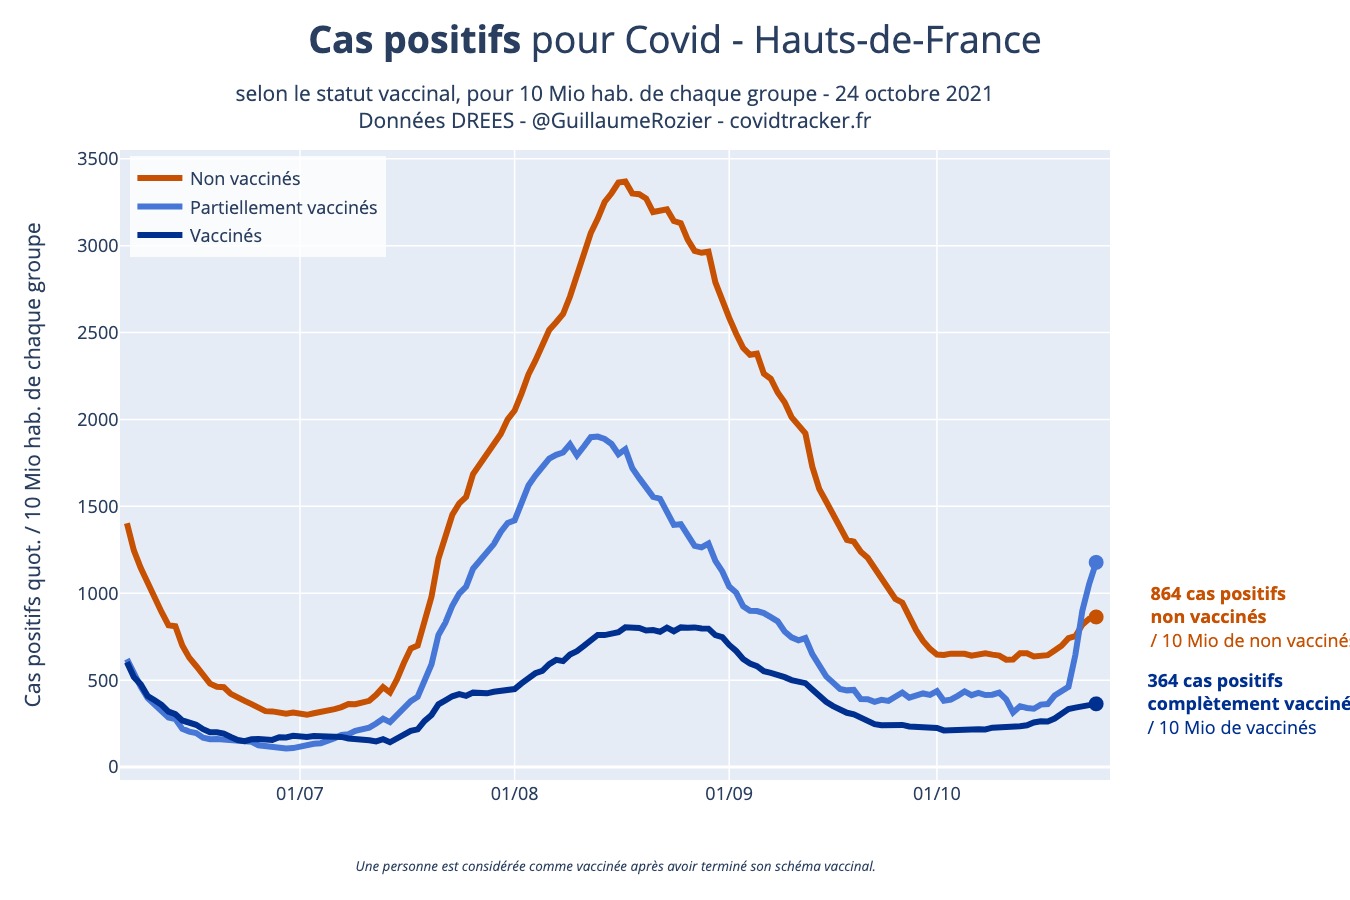 Cas positifs pour Covid - Hauts-de-France
selon le statut vaccinal, pour 10 Mio hab. de chaque groupe - 24 octobre 2021
Données DREES - @GuillaumeRozier - covidtracker.fr
Cas positifs quot. / 10 Mio hab. de chaque groupe
3500
3000
2500
2000
1500
1000
500
0
Non vaccinés
Partiellement vaccinés
Vaccinés
864 cas positifs
non vaccinés
/ 10 Mio de non vaccinés
364 cas positifs
complètement vacciné
/ 10 Mio de vaccinés
01/07
01/08
01/09
01/10
Une personne est considérée comme vaccinée après avoir terminé son schéma vaccinal.